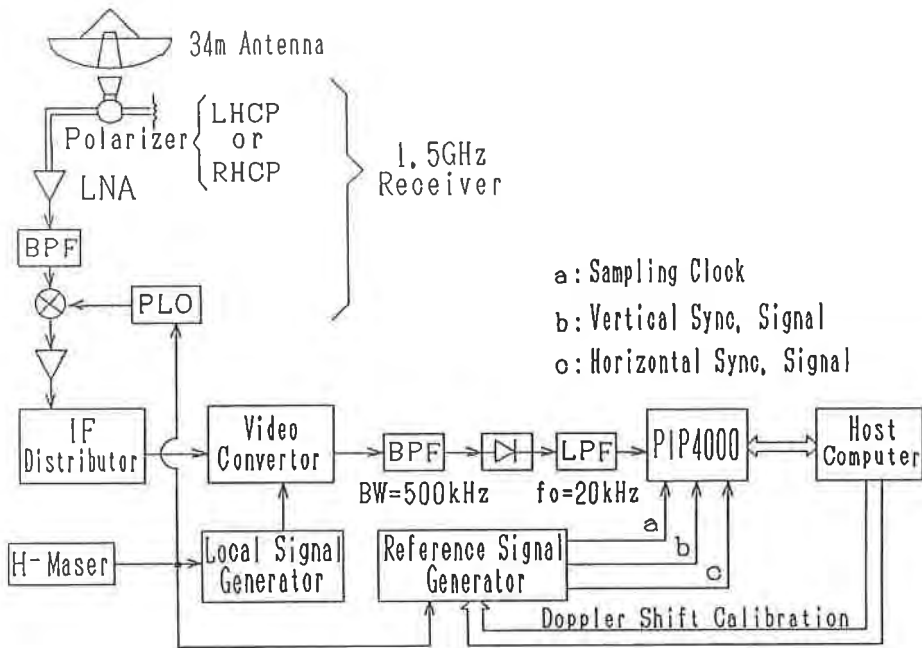 34m Antenna
Polarizer
LHCP
or
RHCP
1.5GHz
Receiver
LNA
BPF
PLO
a: Sampling Clock
b: Vertical Sync. Signal
c: Horizontal Sync. Signal
IF
Distributor
Video
Convertor
BPF
LPF
PIP4000
Host
Computer
BW=500kHz
fo=20kHz
a
b
c
H-Maser
Local Signal
Generator
Reference Signal
Generator
Doppler Shift Calibration